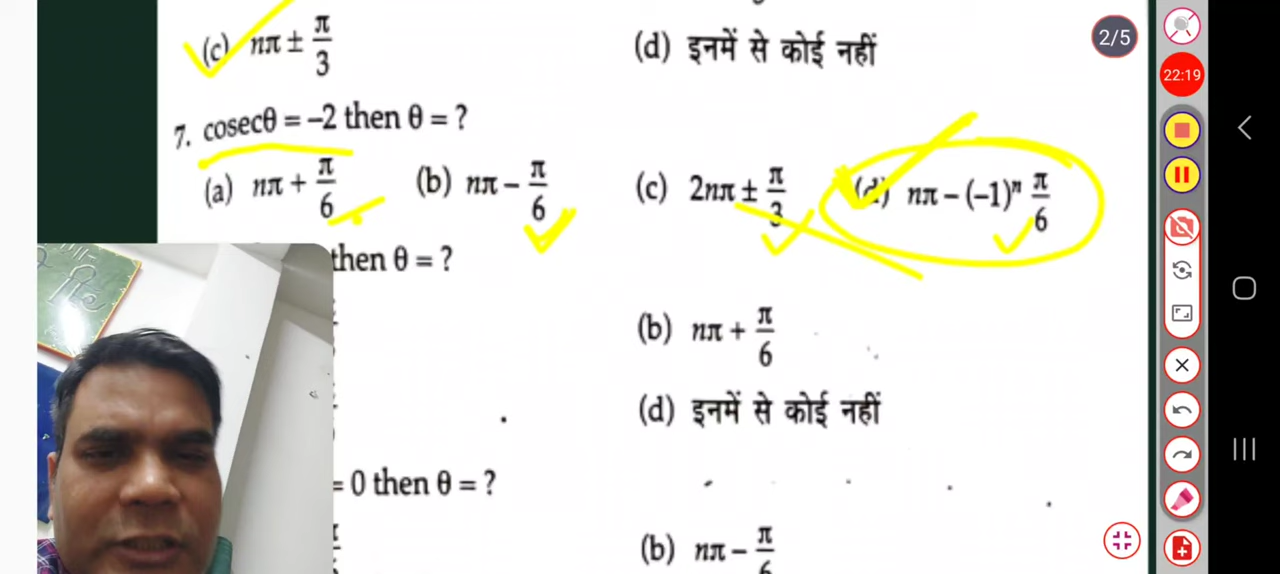 (c) nπ ± π/3
(d) इनमें से कोई नहीं
2/5
22:19
7. cosecθ = –2 then θ = ?
(a) nπ + π/6 (b) nπ – π/6 (c) 2nπ ± π/3 (d) nπ – (–1)ⁿ π/6
then θ = ?
(b) nπ + π/6
(d) इनमें से कोई नहीं
= 0 then θ = ?
(b) nπ – π/6